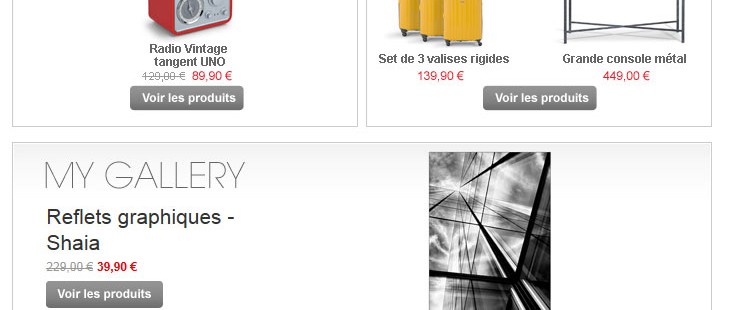 Radio Vintage
tangent UNO
129,00 € 89,90 €
Voir les produits
Set de 3 valises rigides
139,90 €
Grande console métal
449,00 €
Voir les produits
MY GALLERY
Reflets graphiques -
Shaia
229,00 € 39,90 €
Voir les produits